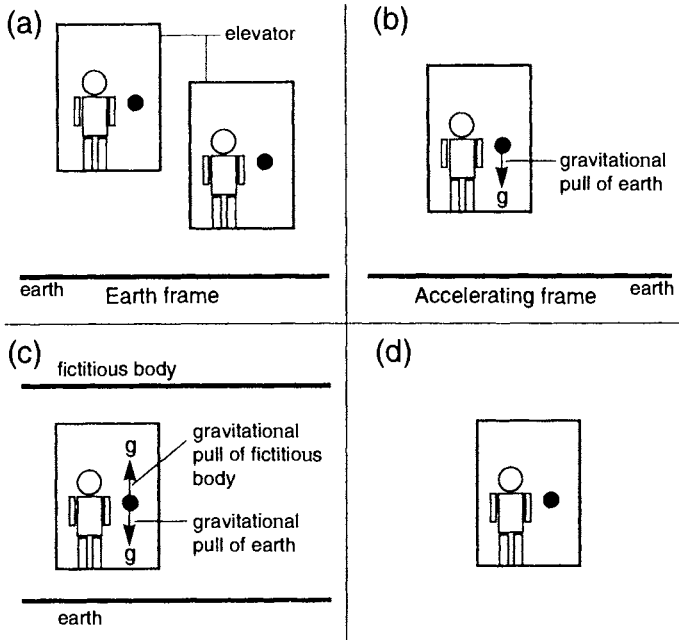 (a)
elevator
earth
Earth frame
(b)
gravitational
pull of earth
g
Accelerating frame
earth
(c)
fictitious body
g
gravitational
pull of fictitious
body
gravitational
pull of earth
g
earth
(d)